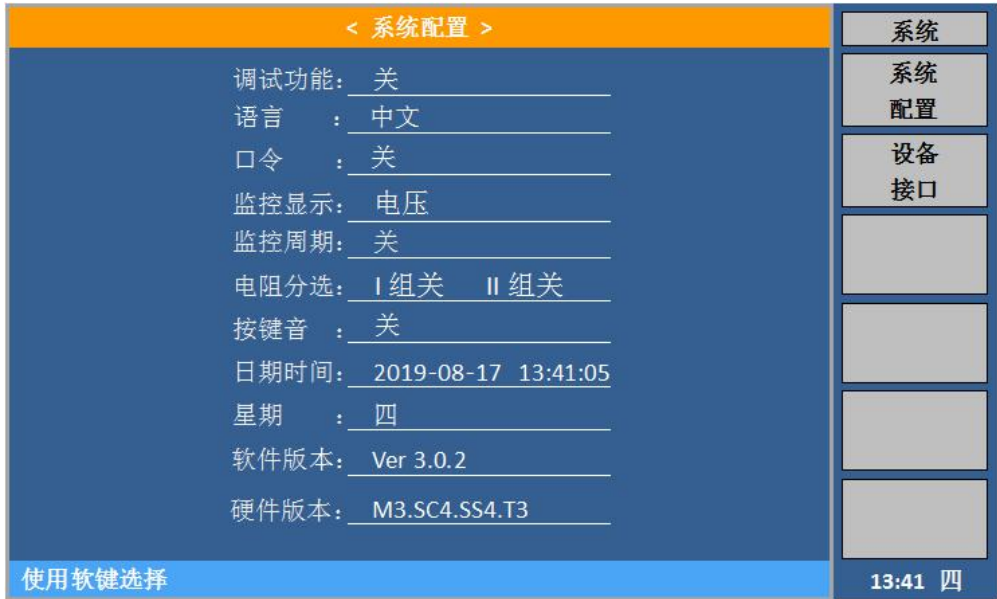 < 系统配置 >
调试功能： 关
语言 ： 中文
口令 ： 关
监控显示： 电压
监控周期： 关
电阻分选： I 组关 II 组关
按键音 ： 关
日期时间： 2019-08-17 13:41:05
星期 ： 四
软件版本： Ver 3.0.2
硬件版本： M3.SC4.SS4.T3
使用软键选择
系统
系统
配置
设备
接口
13:41 四